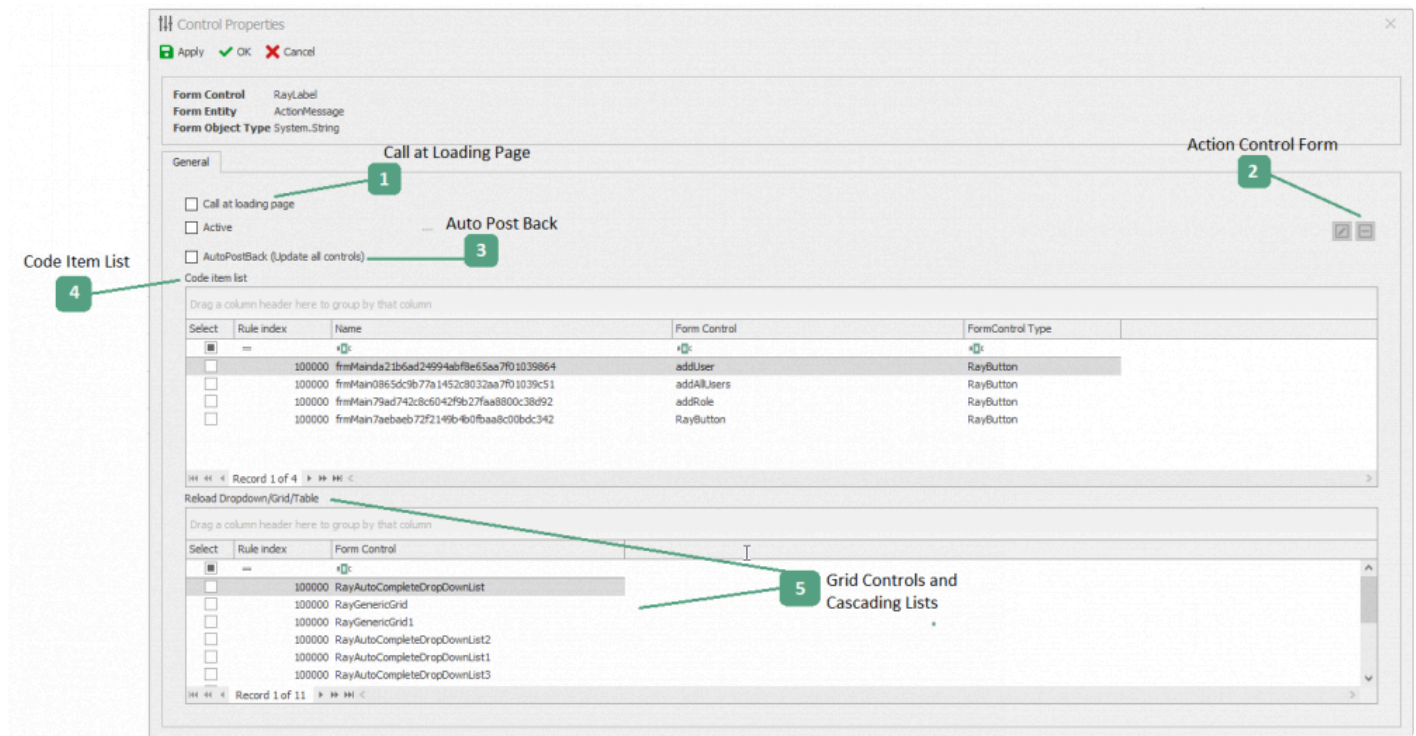 Control Properties
Apply OK Cancel
Form Control RayLabel
Form Entity ActionMessage
Form Object Type System.String
General
Call at Loading Page
1
Action Control Form
2
Call at loading page
Active
Auto Post Back
3
AutoPostBack (Update all controls)
Code Item List
4
Code item list
Drag a column header here to group by that column
Select Rule index Name Form Control FormControl Type
=
100000 frmMainda21b6ad24994abf8e65aa7f01039864 addUser RayButton
100000 frmMain0865dc9b77a1452c8032aa7f01039c51 addAllUsers RayButton
100000 frmMain79ad742c8c6042f9b27faa8800c38d92 addRole RayButton
100000 frmMain7aebaeb72f2149b4b0fbaa8c00bdc342 RayButton RayButton
Record 1 of 4
Reload Dropdown/Grid/Table
Drag a column header here to group by that column
Select Rule index Form Control
=
100000 RayAutoCompleteDropDownList
100000 RayGenericGrid
100000 RayGenericGrid1
100000 RayAutoCompleteDropDownList2
100000 RayAutoCompleteDropDownList1
100000 RayAutoCompleteDropDownList3
5
Grid Controls and
Cascading Lists
Record 1 of 11